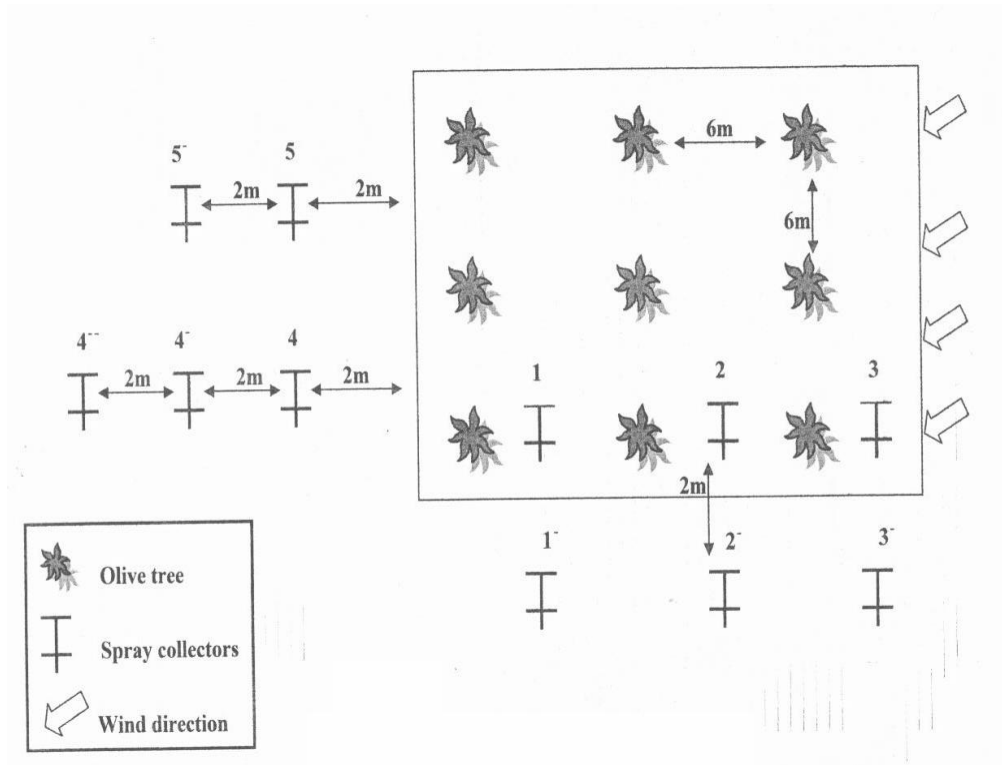 6m
5⁻ 5
2m 2m
6m
4⁻⁻ 4⁻ 4
2m 2m 2m
1 2 3
2m
1⁻ 2⁻ 3⁻
Olive tree
Spray collectors
Wind direction